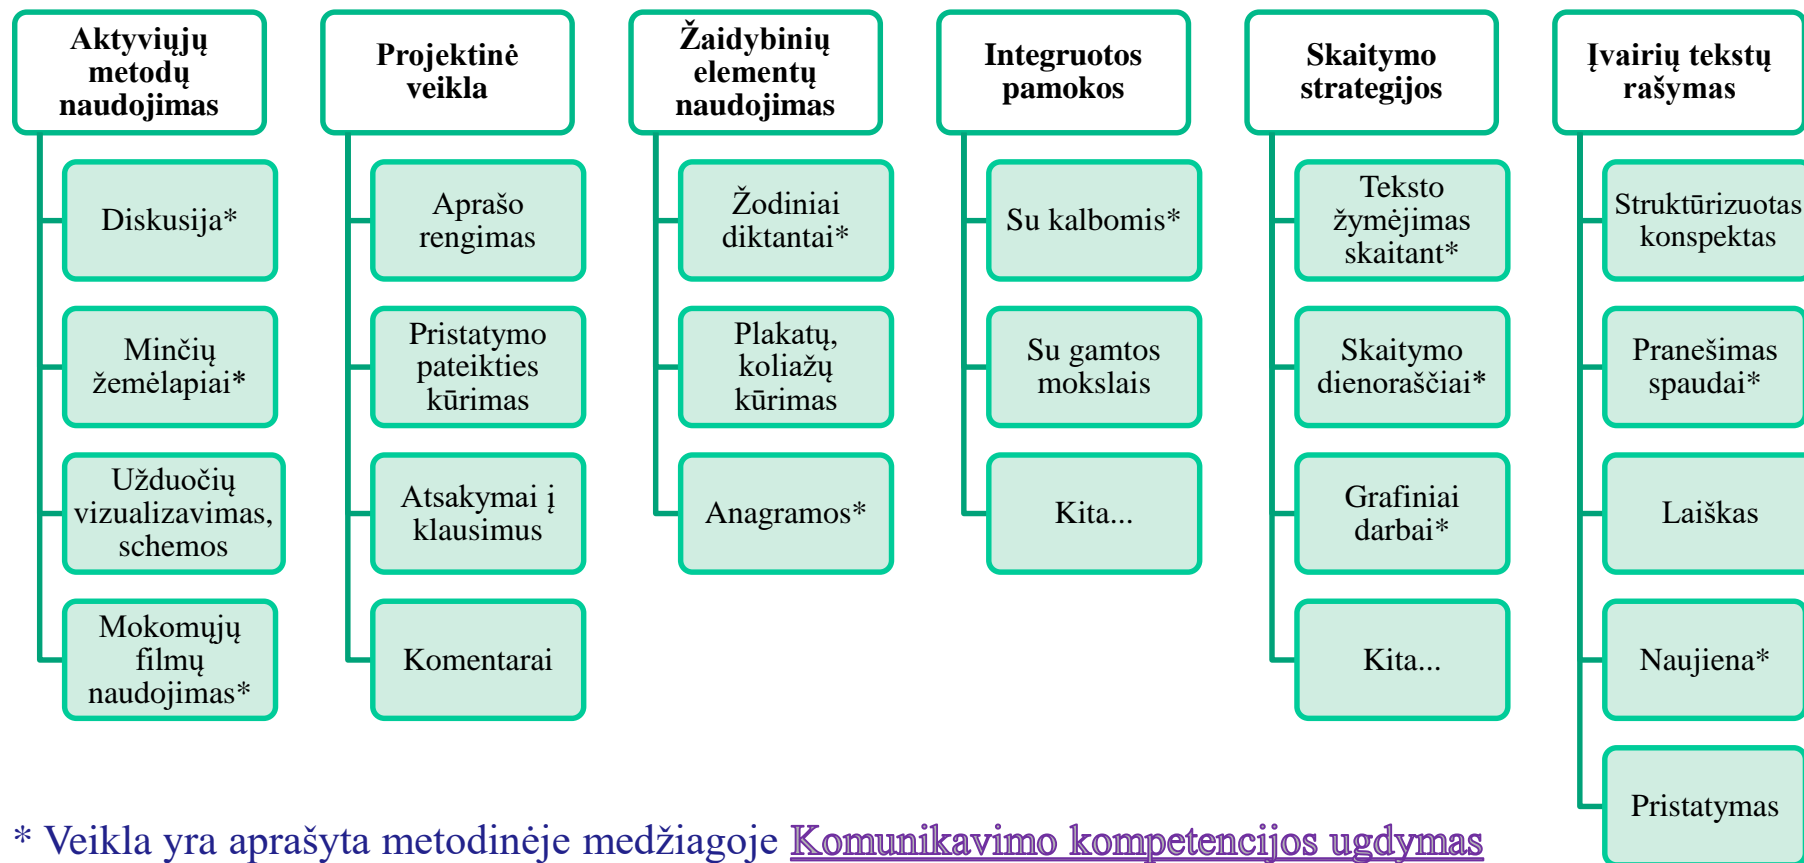 Aktyviųjų
metodų
naudojimas
Diskusija*
Minčių
žemėlapiai*
Užduočių
vizualizavimas,
schemos
Mokomųjų
filmų
naudojimas*
Projektinė
veikla
Aprašo
rengimas
Pristatymo
pateikties
kūrimas
Atsakymai į
klausimus
Komentarai
Žaidybinių
elementų
naudojimas
Žodiniai
diktantai*
Plakatų,
koliažų
kūrimas
Anagramos*
Integruotos
pamokos
Su kalbomis*
Su gamtos
mokslais
Kita...
Skaitymo
strategijos
Teksto
žymėjimas
skaitant*
Skaitymo
dienoraščiai*
Grafiniai
darbai*
Kita...
Įvairių tekstų
rašymas
Struktūrizuotas
konspektas
Pranešimas
spaudai*
Laiškas
Naujiena*
Pristatymas
* Veikla yra aprašyta metodinėje medžiagoje Komunikavimo kompetencijos ugdymas